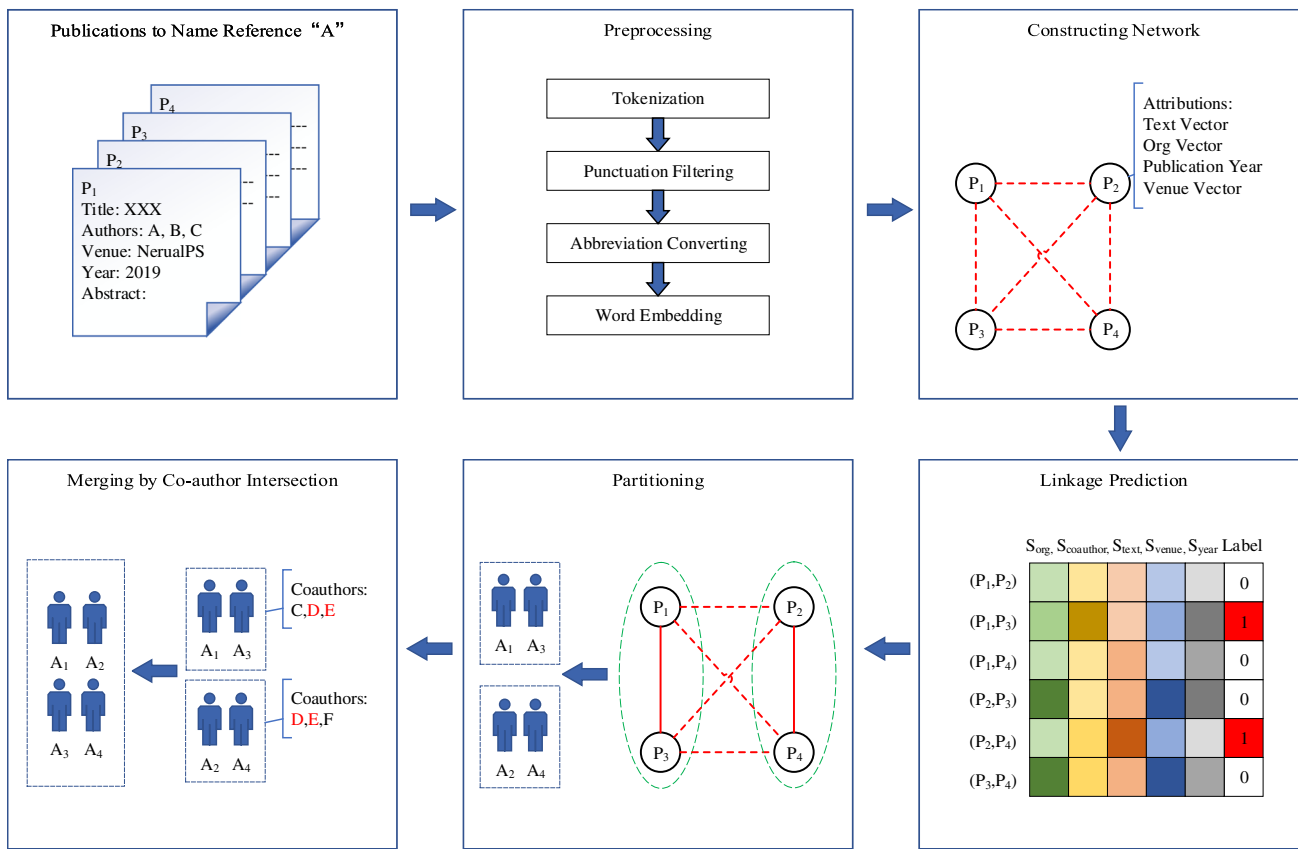 Publications to Name Reference “A”
P4
P3
P2
P1
Title: XXX
Authors: A, B, C
Venue: NerualPS
Year: 2019
Abstract:
Preprocessing
Tokenization
Punctuation Filtering
Abbreviation Converting
Word Embedding
Constructing Network
Attributions:
Text Vector
Org Vector
Publication Year
Venue Vector
P1 P2
P3 P4
Merging by Co-author Intersection
A1 A2
A3 A4
A1 A3
Coauthors:
C,D,E
A2 A4
Coauthors:
D,E,F
Partitioning
A1 A3
A2 A4
P1 P2
P3 P4
Linkage Prediction
Sorg, Scoauthor, Stext, Svenue, Syear Label
(P1,P2) 0
(P1,P3) 1
(P1,P4) 0
(P2,P3) 0
(P2,P4) 1
(P3,P4) 0